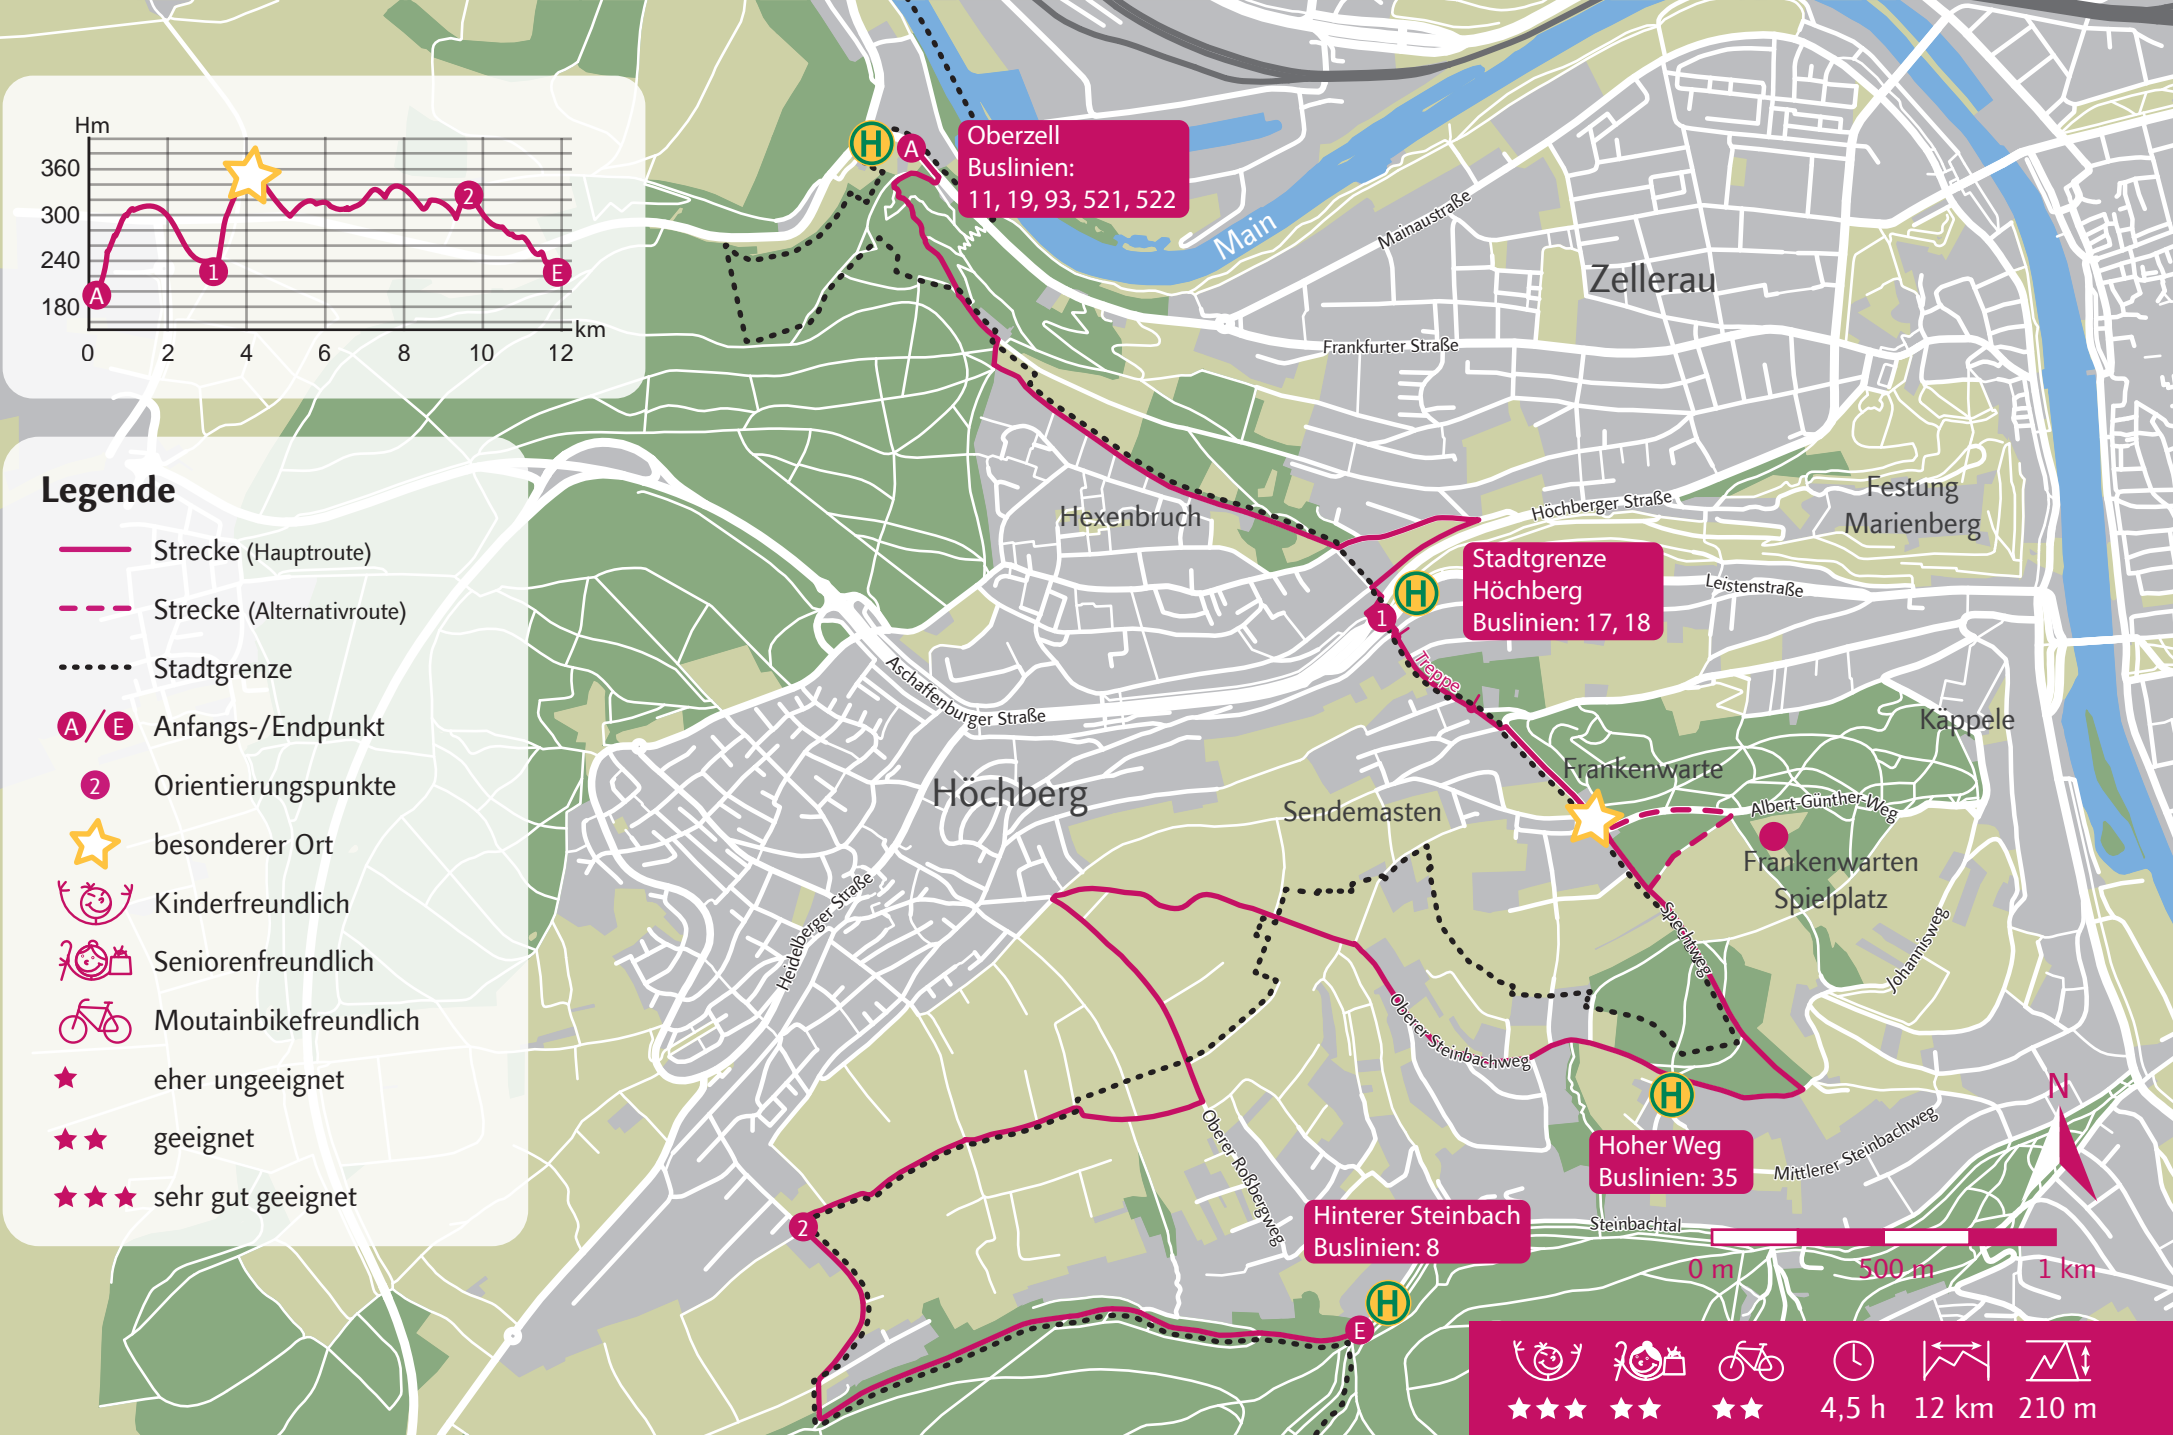 Hm
360
300
240
180
0
2
4
6
8
10
12
km
A
1
2
E
Legende
Strecke (Hauptroute)
Strecke (Alternativroute)
Stadtgrenze
A/E Anfangs-/Endpunkt
2 Orientierungspunkte
besonderer Ort
Kinderfreundlich
Seniorenfreundlich
Moutainbikefreundlich
eher ungeeignet
geeignet
sehr gut geeignet
H
A
Oberzell
Buslinien:
11, 19, 93, 521, 522
Main
Mainaustraße
Zellerau
Frankfurter Straße
Festung
Marienberg
Höchberger Straße
Hexenbruch
H
1
Stadtgrenze
Höchberg
Buslinien: 17, 18
Leistenstraße
Treppe
Aschaffenburger Straße
Käppele
Frankenwarte
Höchberg
Sendemasten
Albert-Günther-Weg
Frankenwarten
Spielplatz
Heidelberger Straße
Spechtweg
Johannisweg
Oberer Steinbachweg
H
Hoher Weg
Buslinien: 35
Mittlerer Steinbachweg
N
Oberer Roßbergweg
2
Hinterer Steinbach
Buslinien: 8
Steinbachtal
0 m
500 m
1 km
H
E
4,5 h
12 km
210 m